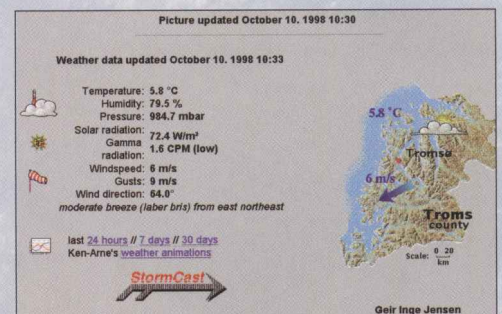 Picture updated October 10. 1998 10:30
Weather data updated October 10. 1998 10:33
Temperature: 5.8 °C
Humidity: 79.5 %
Pressure: 984.7 mbar
Solar radiation: 72.4 W/m²
Gamma radiation: 1.6 CPM (low)
Windspeed: 6 m/s
Gusts: 9 m/s
Wind direction: 64.0°
moderate breeze (laber bris) from east northeast
last 24 hours // 7 days // 30 days
Ken-Arne's weather animations
StormCast
5.8 °C
Tromsø
6 m/s
Troms
county
Scale: 0 20
km
Geir Inge Jensen